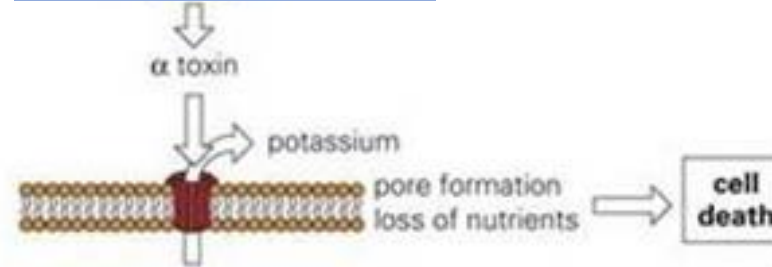 α toxin
potassium
pore formation
loss of nutrients
cell
death